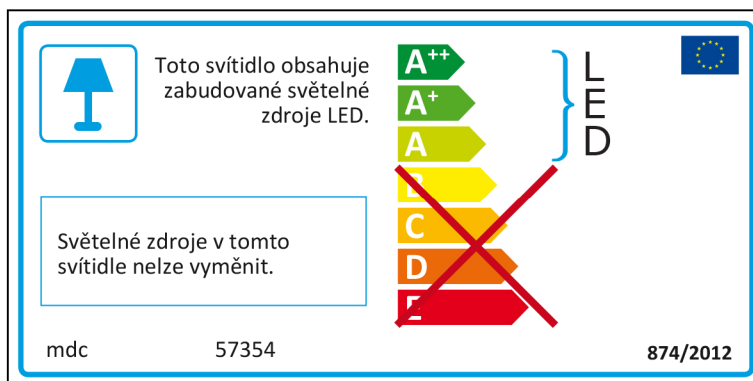 Toto svítidlo obsahuje
zabudované světelné
zdroje LED.
A++
A+
A
B
C
D
E
L
E
D
Světelné zdroje v tomto
svítidle nelze vyměnit.
mdc 57354
874/2012